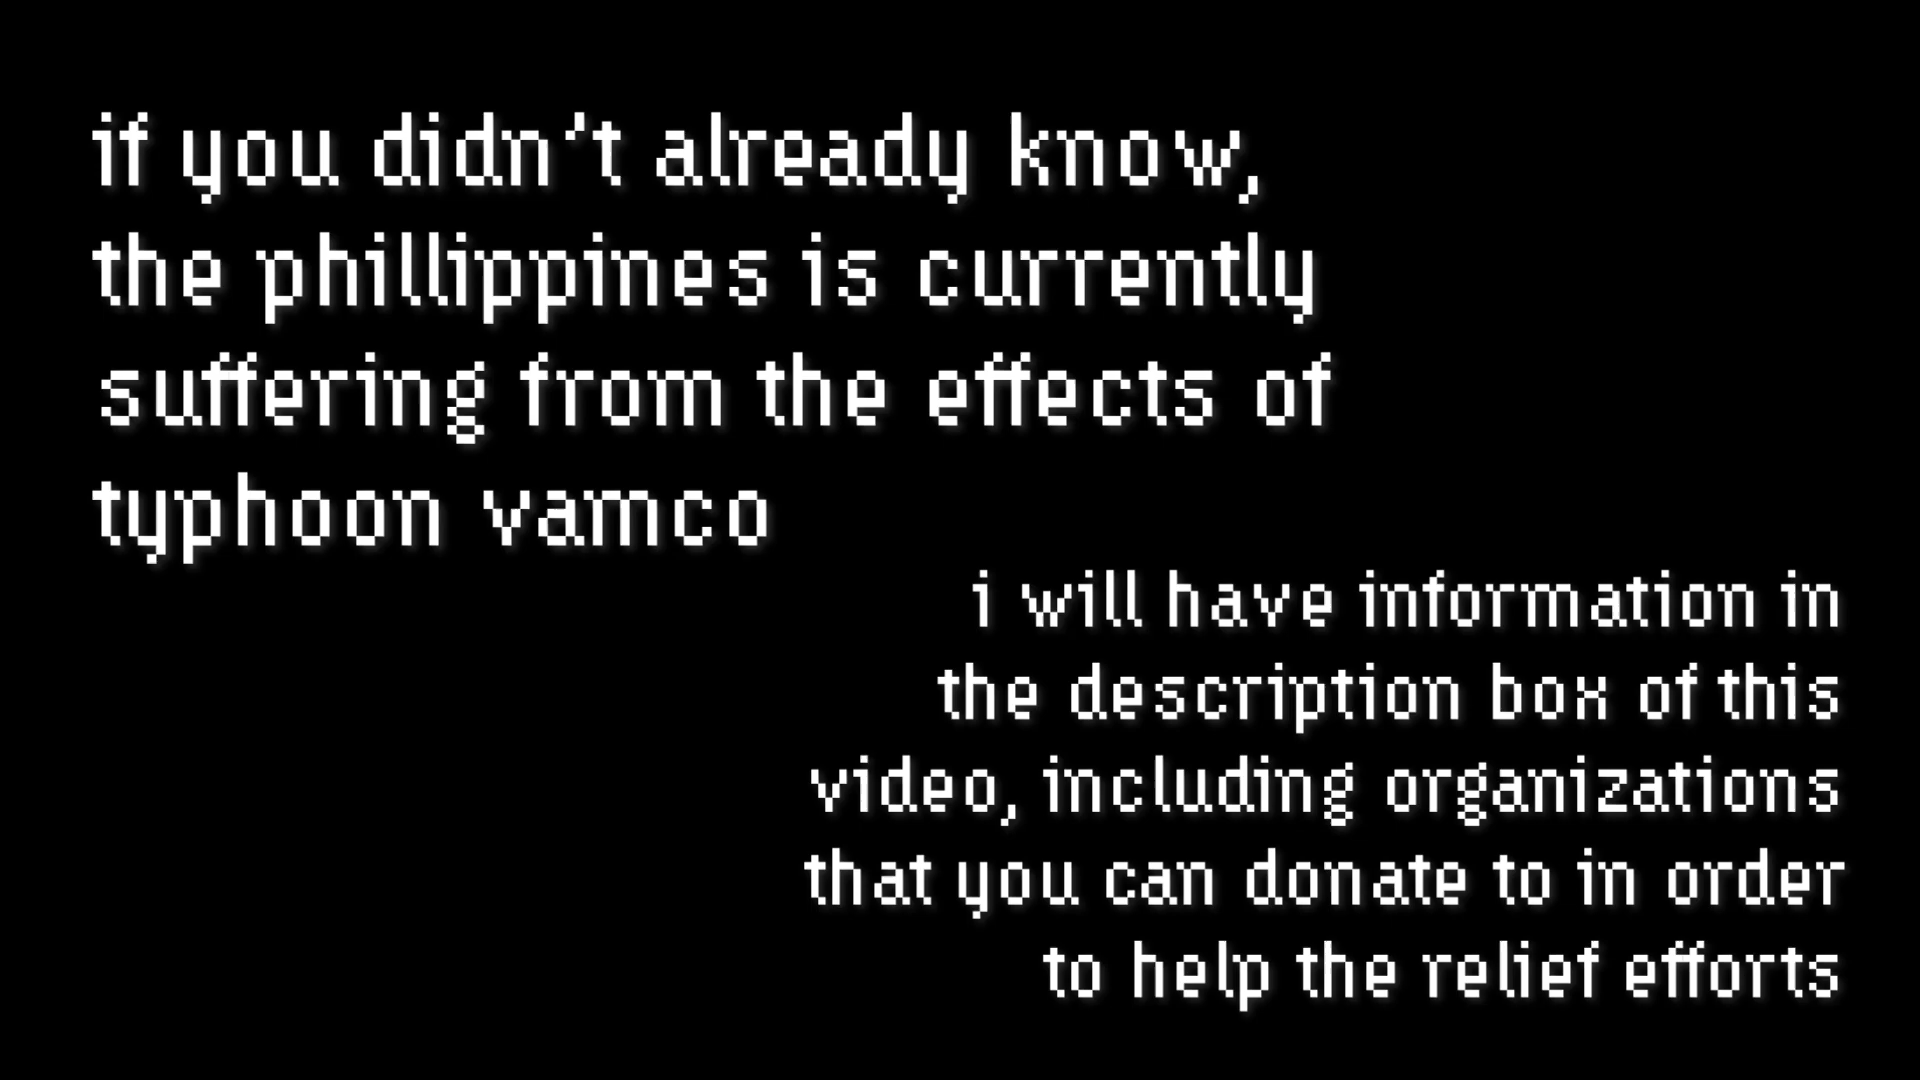 if you didn't already know,
the phillippines is currently
suffering from the effects of
typhoon vamco
i will have information in
the description box of this
video, including organizations
that you can donate to in order
to help the relief efforts